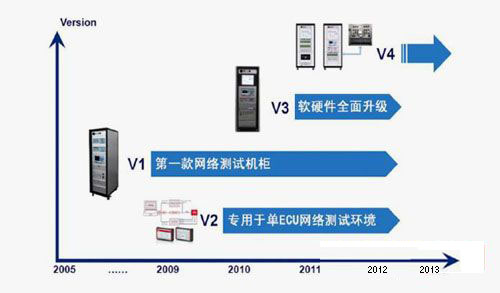 Version
V4
V3 软硬件全面升级
V1 第一款网络测试机柜
V2 专用于单ECU网络测试环境
2005 ...... 2009 2010 2011 2012 2013